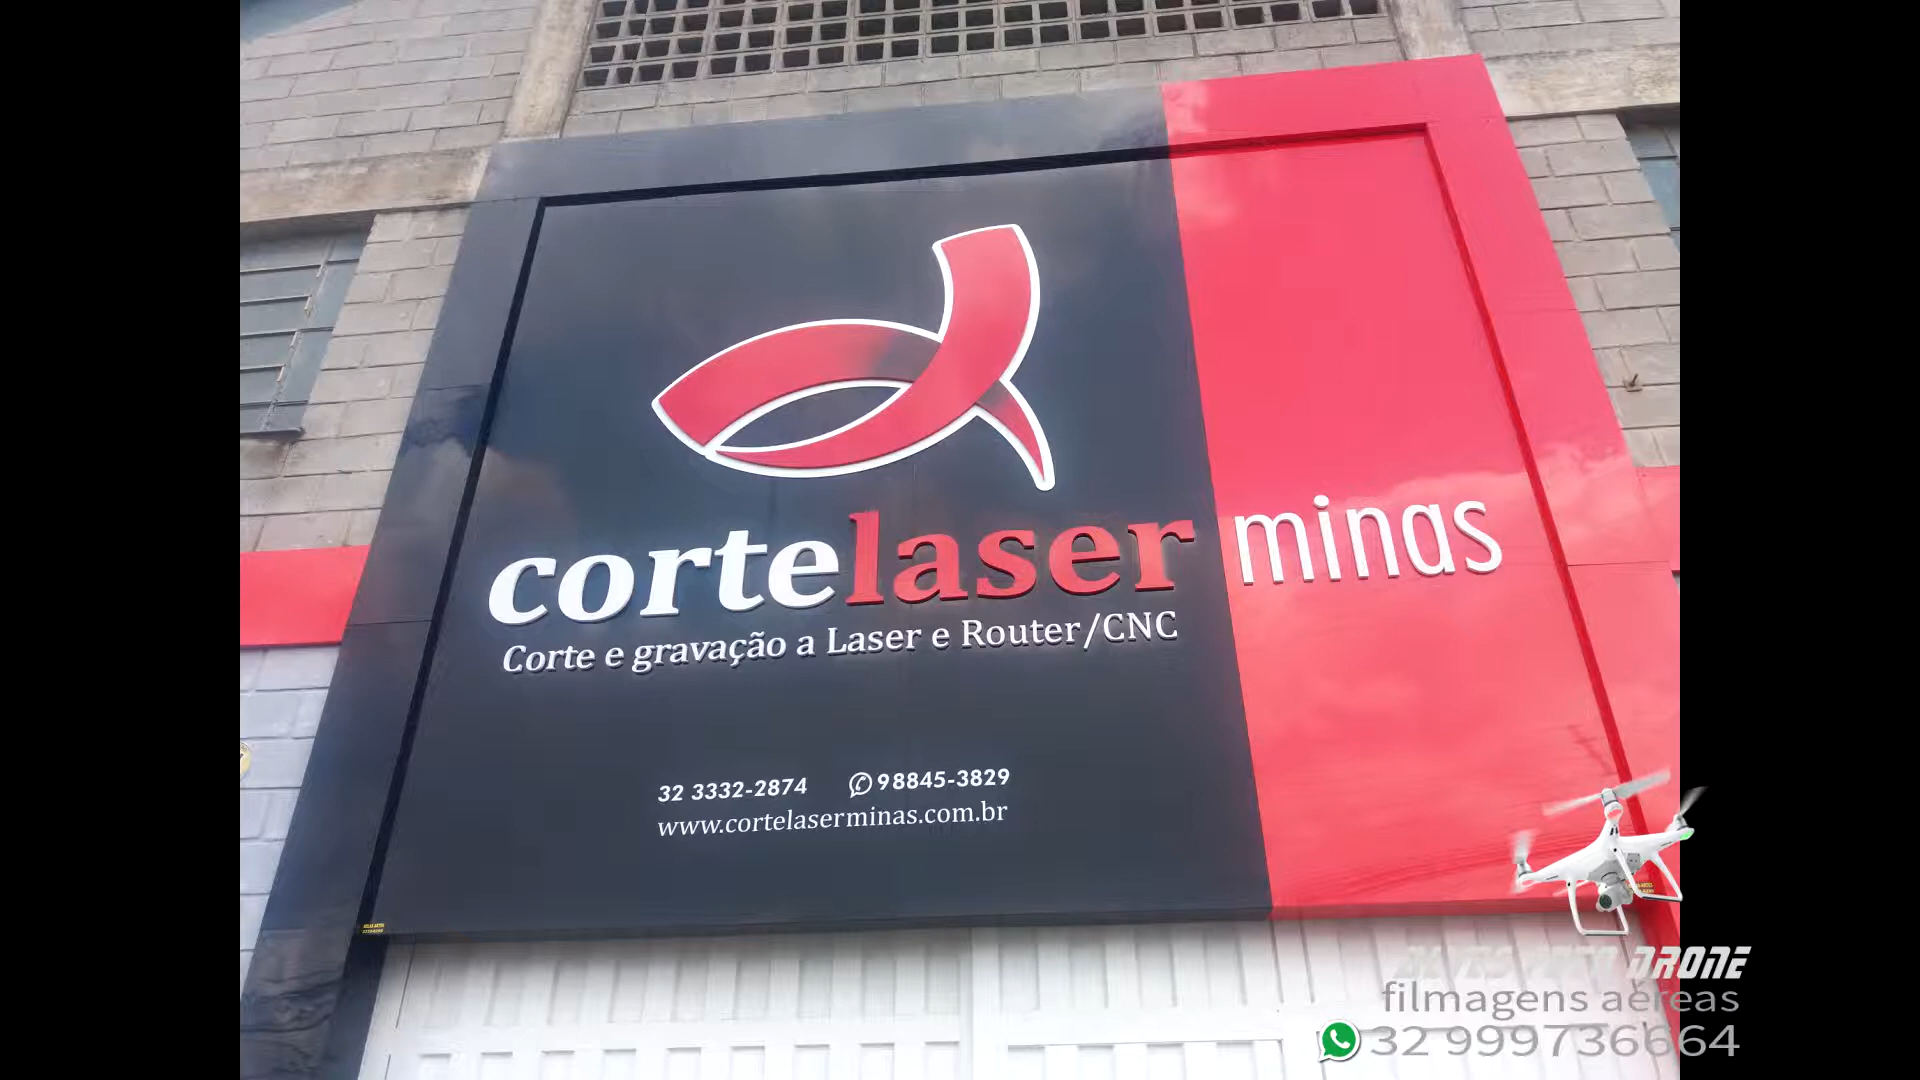 cortelaser minas
Corte e gravação a Laser e Router/CNC
32 3332-2874 98845-3829
www.cortelaserminas.com.br
DRONE
filmagens aéreas
32 999736664